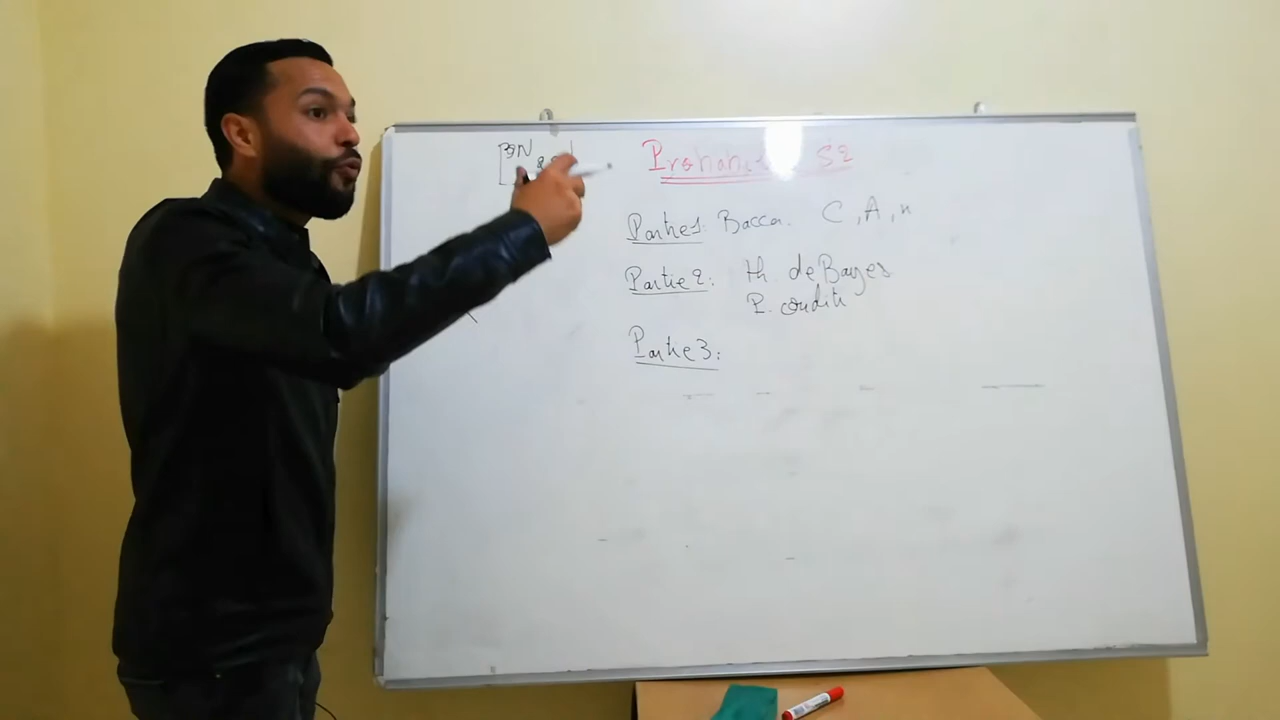 S2
Partie1: Bacca. C, A, n
Partie2: th de Bayes
P. condit
Partie3: